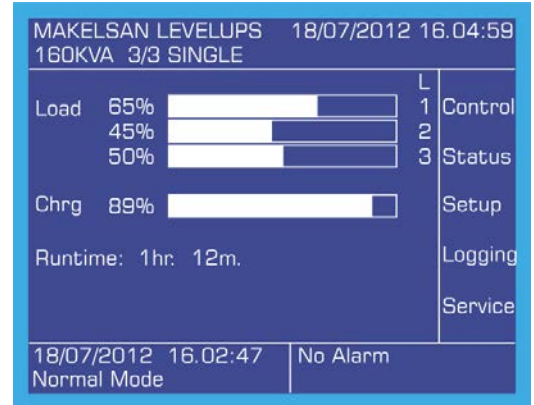 MAKELSAN LEVELUPS 18/07/2012 16.04:59
160KVA 3/3 SINGLE
L
Load 65% 1 Control
45% 2
50% 3 Status
Chrg 89% Setup
Runtime: 1hr. 12m. Logging
Service
18/07/2012 16.02:47 No Alarm
Normal Mode